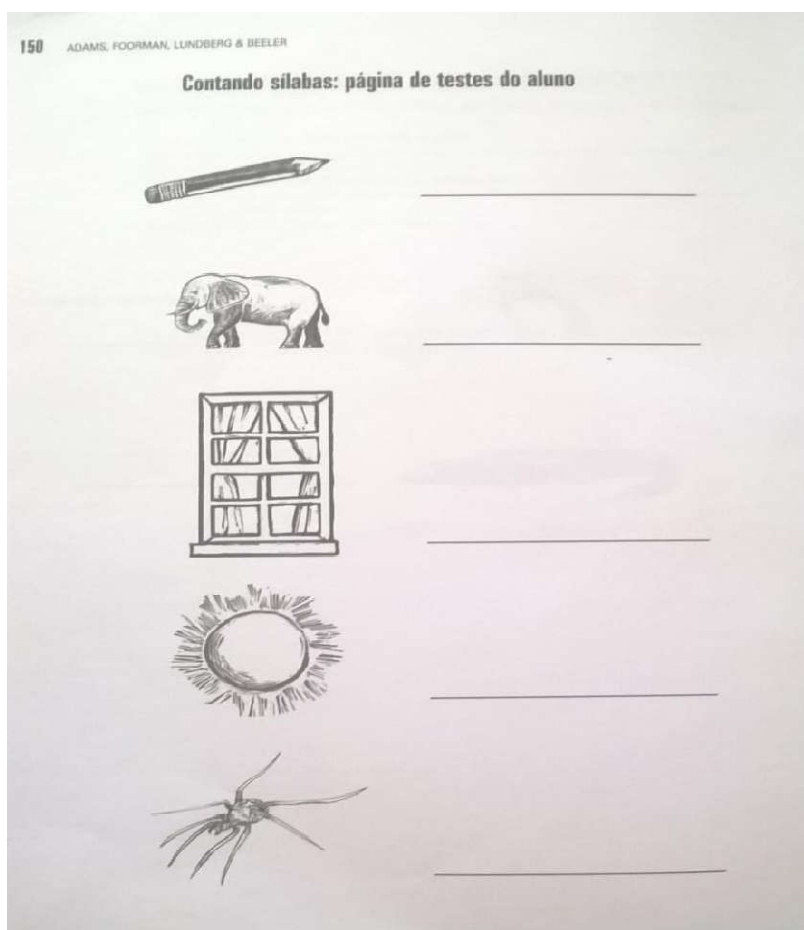 150 ADAMS, FOORMAN, LUNDBERG & BEELER
Contando sílabas: página de testes do aluno